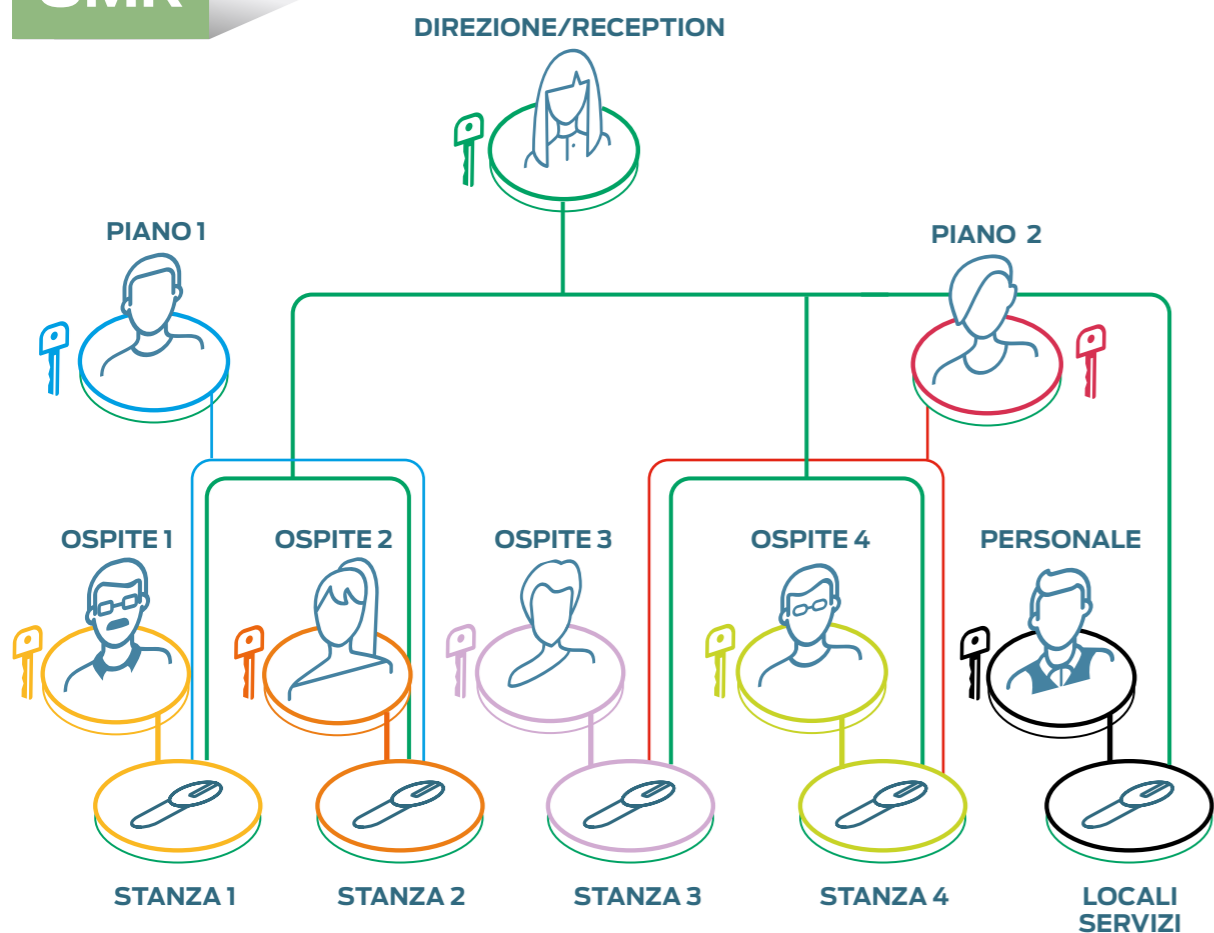 GMK
DIREZIONE/RECEPTION
PIANO 1
PIANO 2
OSPITE 1
OSPITE 2
OSPITE 3
OSPITE 4
PERSONALE
STANZA 1
STANZA 2
STANZA 3
STANZA 4
LOCALI
SERVIZI